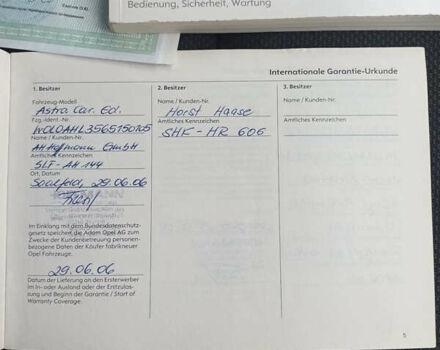 Bedienung, Sicherheit, Wartung
Internationale Garantie-Urkunde
1. Besitzer
Fahrzeug-Modell
Astra Car. Ed.
Fzg.-Ident.-Nr.
W0L0AHL3565150705
Name / Kunden-Nr.
AH Hofmann GmbH
Amtliches Kennzeichen
SLF-AH 144
Ort, Datum
Saalfeld, 29.06.06
Im Einklang mit dem Bundesdatenschutz-
gesetz speichert die Adam Opel AG zum
Zwecke der Kundenbetreuung personen-
bezogene Daten der Käufer fabrikneuer
Opel Fahrzeuge.
29.06.06
Datum der Lieferung an den Ersterwerber
im In- oder Ausland oder der Erstzulas-
sung und Beginn der Garantie / Start of
Warranty Coverage.
2. Besitzer
Name / Kunden-Nr.
Horst Haase
Amtliches Kennzeichen
SHK-HR 606
3. Besitzer
Name / Kunden-Nr.
Amtliches Kennzeichen
5